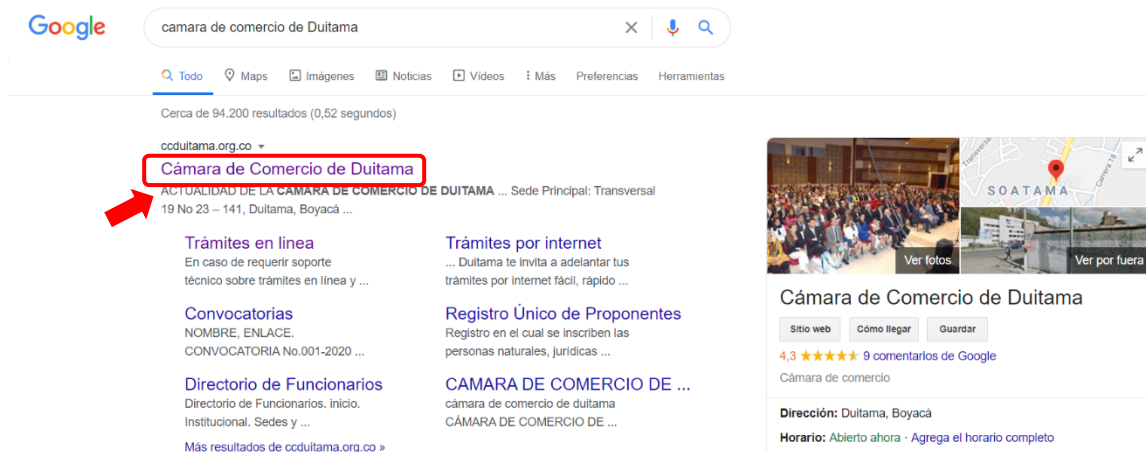 Google
camara de comercio de Duitama
Todo Maps Imágenes Noticias Vídeos Más Preferencias Herramientas
Cerca de 94.200 resultados (0,52 segundos)
ccduitama.org.co
Cámara de Comercio de Duitama
ACTUALIDAD DE LA CÁMARA DE COMERCIO DE DUITAMA ... Sede Principal: Transversal
19 No 23 – 141, Duitama, Boyacá ...
Trámites en linea
En caso de requerir soporte
técnico sobre trámites en línea y ...
Trámites por internet
... Duitama te invita a adelantar tus
trámites por internet fácil, rápido ...
Convocatorias
NOMBRE, ENLACE.
CONVOCATORIA No.001-2020 ...
Registro Único de Proponentes
Registro en el cual se inscriben las
personas naturales, jurídicas ...
Directorio de Funcionarios
Directorio de Funcionarios. inicio.
Institucional. Sedes y ...
CAMARA DE COMERCIO DE ...
cámara de comercio de duitama
CÁMARA DE COMERCIO DE ...
Más resultados de ccduitama.org.co »
SOATAMA
Carrera 18
Ver fotos
Ver por fuera
Cámara de Comercio de Duitama
Sitio web Cómo llegar Guardar
4,3 9 comentarios de Google
Cámara de comercio
Dirección: Duitama, Boyacá
Horario: Abierto ahora · Agrega el horario completo